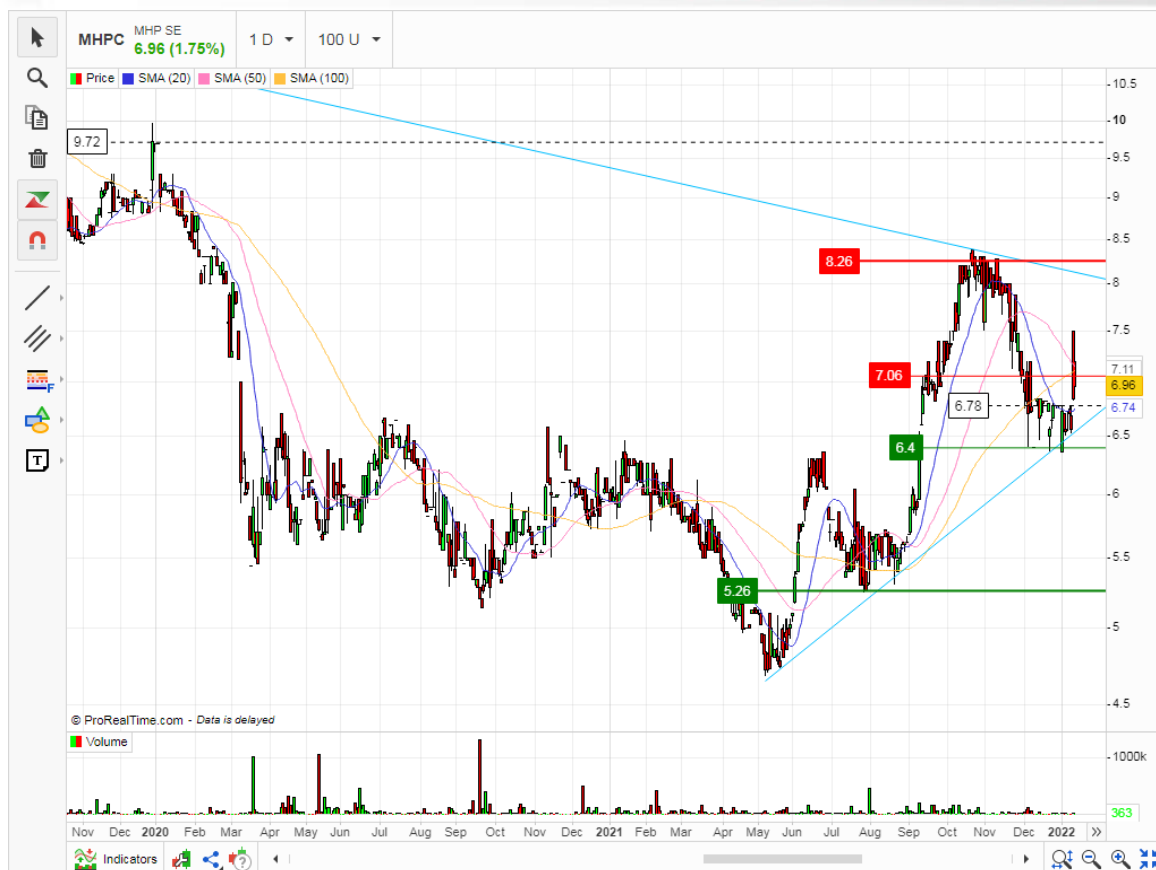 MHPC MHP SE 6.96 (1.75%) 1 D 100 U
Price SMA (20) SMA (50) SMA (100)
10.5
10
9.72
9.5
9
8.5
8.26
8
7.5
7.11
7.06
6.96
6.78
6.74
6.5
6.4
6
5.5
5.26
5
4.5
© ProRealTime.com - Data is delayed
Volume
1000k
363
Nov Dec 2020 Feb Mar Apr May Jun Jul Aug Sep Oct Nov Dec 2021 Feb Mar Apr May Jun Jul Aug Sep Oct Nov Dec 2022 »
Indicators
F
T